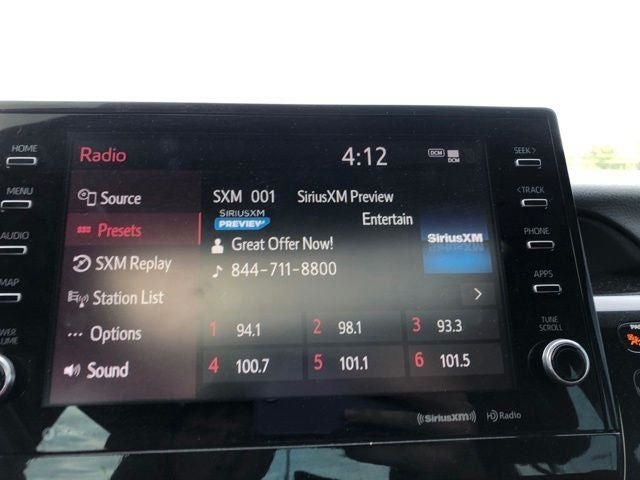 HOME
MENU
AUDIO
MAP
Radio
4:12
DCM
DCM
SEEK >
< TRACK
PHONE
APPS
TUNE
SCROLL
Source
Presets
SXM Replay
Station List
Options
Sound
SXM 001 SiriusXM Preview
SIRIUSXM
PREVIEW
Entertain
Great Offer Now!
844-711-8800
SiriusXM
1 94.1 2 98.1 3 93.3
4 100.7 5 101.1 6 101.5
((SiriusXM)) HD Radio